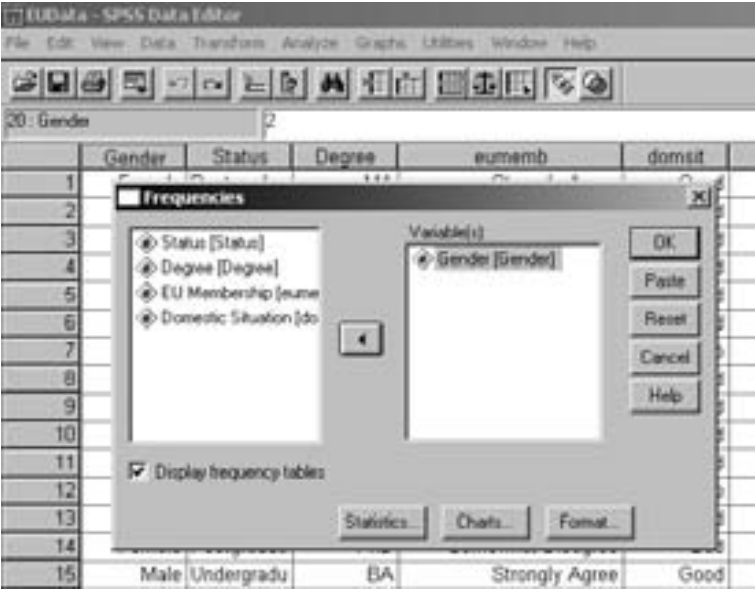 EUData - SPSS Data Editor
File Edit View Data Transform Analyze Graphs Utilities Window Help
20 : Gender 2
Gender Status Degree eumemb domsit
1
2
3
4
5
6
7
8
9
10
11
12
13
14
15 Male Undergradu BA Strongly Agree Good
Frequencies
Status [Status]
Degree [Degree]
EU Membership [eume
Domestic Situation [do
Variable(s):
Gender [Gender]
OK
Paste
Reset
Cancel
Help
Display frequency tables
Statistics...
Charts...
Format...